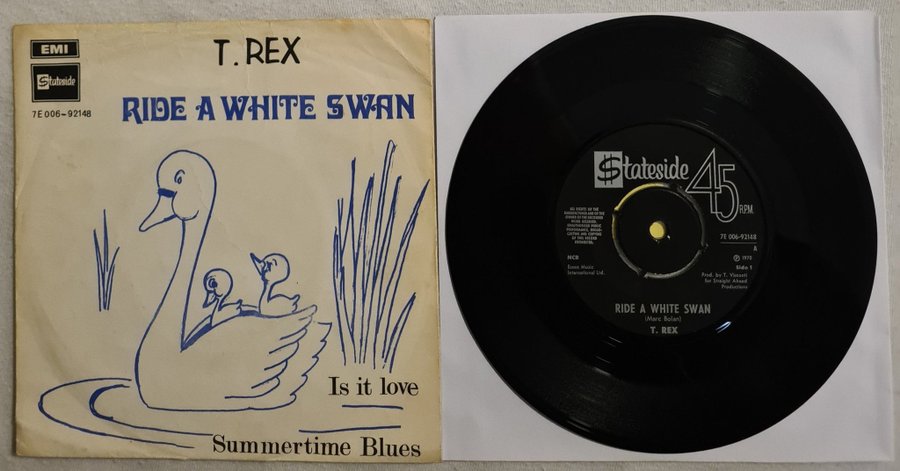 EMI
Stateside
7E 006-92148
T. REX
RIDE A WHITE SWAN
Is it love
Summertime Blues
Stateside 45 RPM
7E 006-92148
A
NCB
Essex Music
International Ltd.
℗ 1970
Side 1
Prod. by T. Visconti
for Straight Ahead
Productions
RIDE A WHITE SWAN
(Marc Bolan)
T. REX